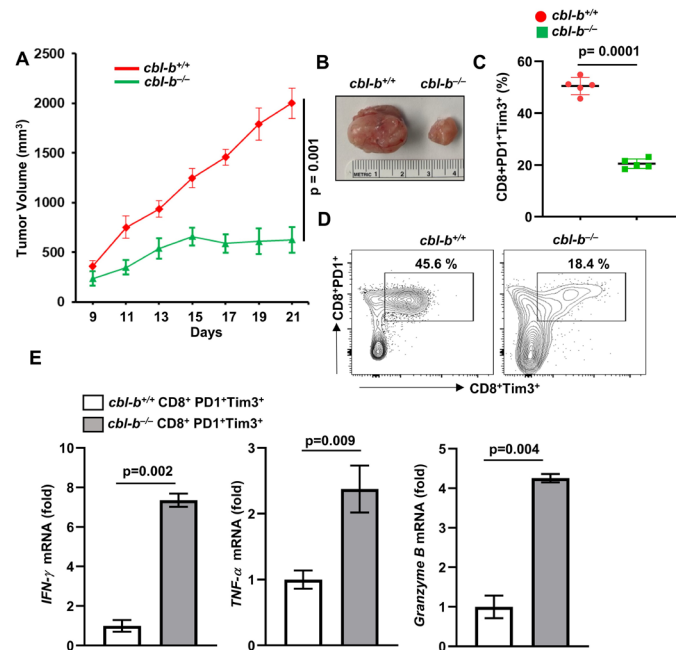 A
cbl-b+/+
cbl-b−/−
Tumor Volume (mm3)
2500
2000
1500
1000
500
0
9 11 13 15 17 19 21
Days
p = 0.001
B
cbl-b+/+ cbl-b−/−
METRIC 1 2 3 4
C
cbl-b+/+
cbl-b−/−
p= 0.0001
CD8+PD1+Tim3+ (%)
60
40
20
0
D
cbl-b+/+ cbl-b−/−
45.6 % 18.4 %
CD8+PD1+
CD8+Tim3+
E
cbl-b+/+ CD8+ PD1+Tim3+
cbl-b−/− CD8+ PD1+Tim3+
IFN-γ mRNA (fold)
10
8
6
4
2
0
p=0.002
TNF-α mRNA (fold)
3
2
1
0
p=0.009
Granzyme B mRNA (fold)
5
4
3
2
1
0
p=0.004